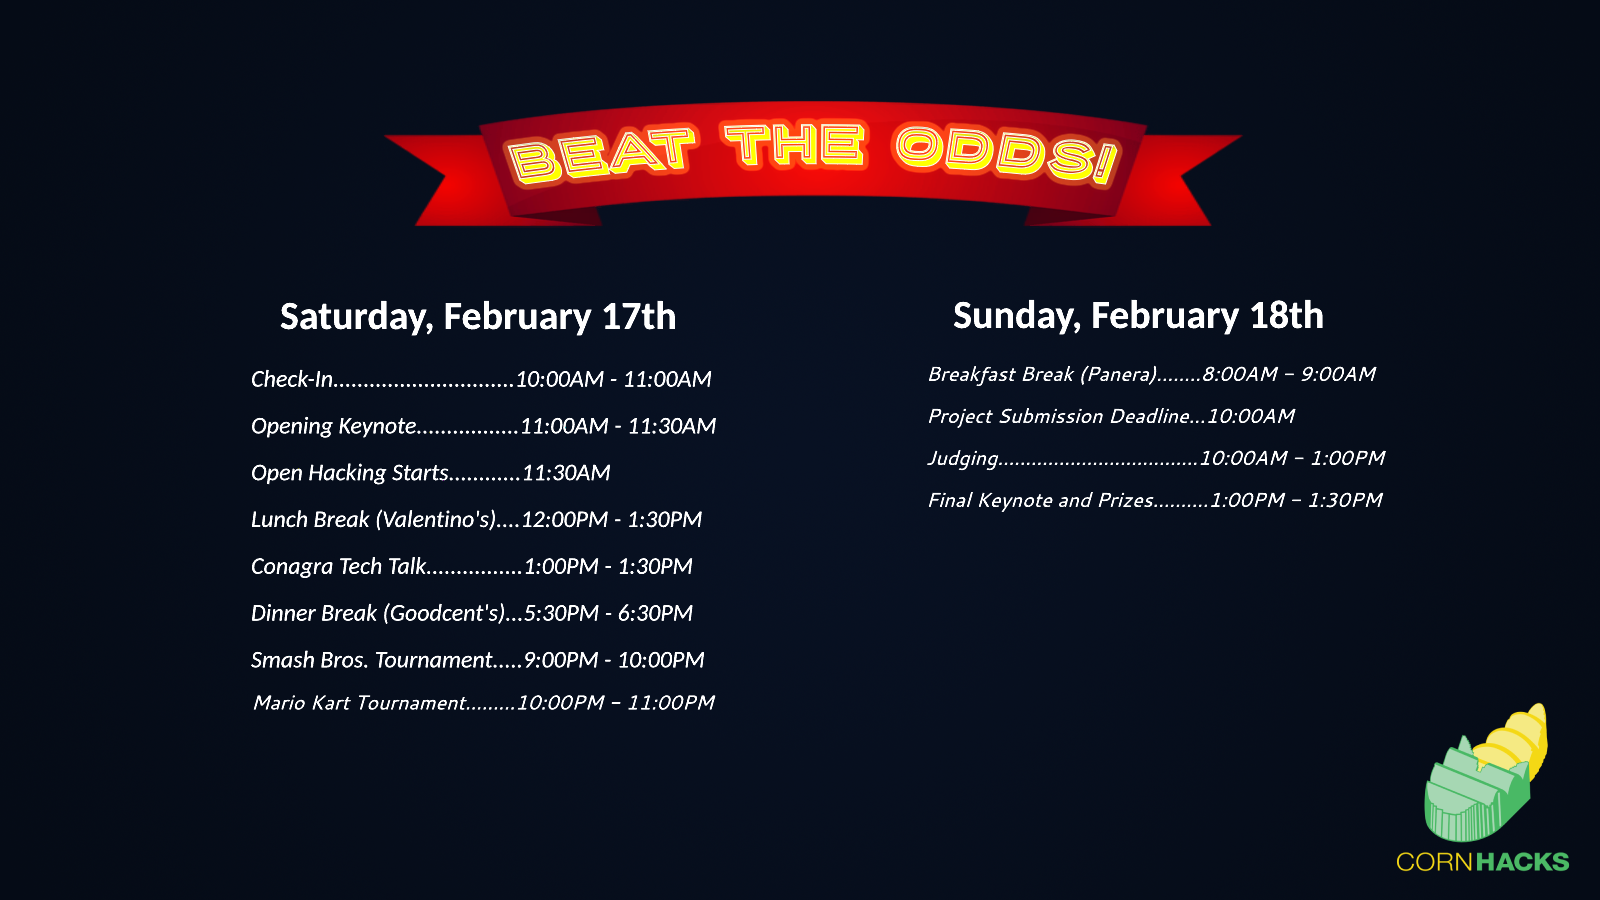 BEAT THE ODDS!
Saturday, February 17th
Check-In..............................10:00AM - 11:00AM
Opening Keynote.................11:00AM - 11:30AM
Open Hacking Starts............11:30AM
Lunch Break (Valentino's)....12:00PM - 1:30PM
Conagra Tech Talk................1:00PM - 1:30PM
Dinner Break (Goodcent's)...5:30PM - 6:30PM
Smash Bros. Tournament.....9:00PM - 10:00PM
Mario Kart Tournament.........10:00PM - 11:00PM
Sunday, February 18th
Breakfast Break (Panera)........8:00AM - 9:00AM
Project Submission Deadline...10:00AM
Judging....................................10:00AM - 1:00PM
Final Keynote and Prizes..........1:00PM - 1:30PM
CORNHACKS